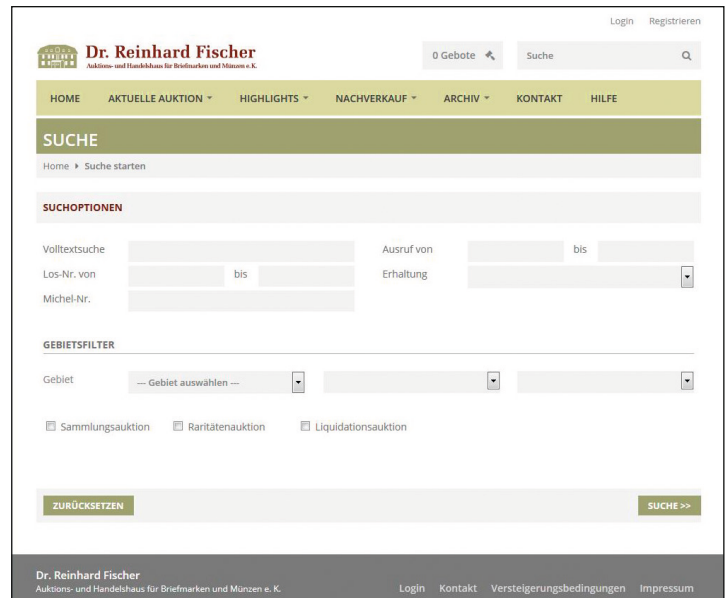 Login Registrieren
Dr. Reinhard Fischer
Auktions- und Handelshaus für Briefmarken und Münzen e.K.
0 Gebote
Suche
HOME AKTUELLE AUKTION HIGHLIGHTS NACHVERKAUF ARCHIV KONTAKT HILFE
SUCHE
Home Suche starten
SUCHOPTIONEN
Volltextsuche Ausruf von bis
Los-Nr. von bis Erhaltung
Michel-Nr.
GEBIETSFILTER
Gebiet --- Gebiet auswählen ---
Sammlungsauktion Raritätenauktion Liquidationsauktion
ZURÜCKSETZEN SUCHE >>
Dr. Reinhard Fischer
Auktions- und Handelshaus für Briefmarken und Münzen e. K. Login Kontakt Versteigerungsbedingungen Impressum